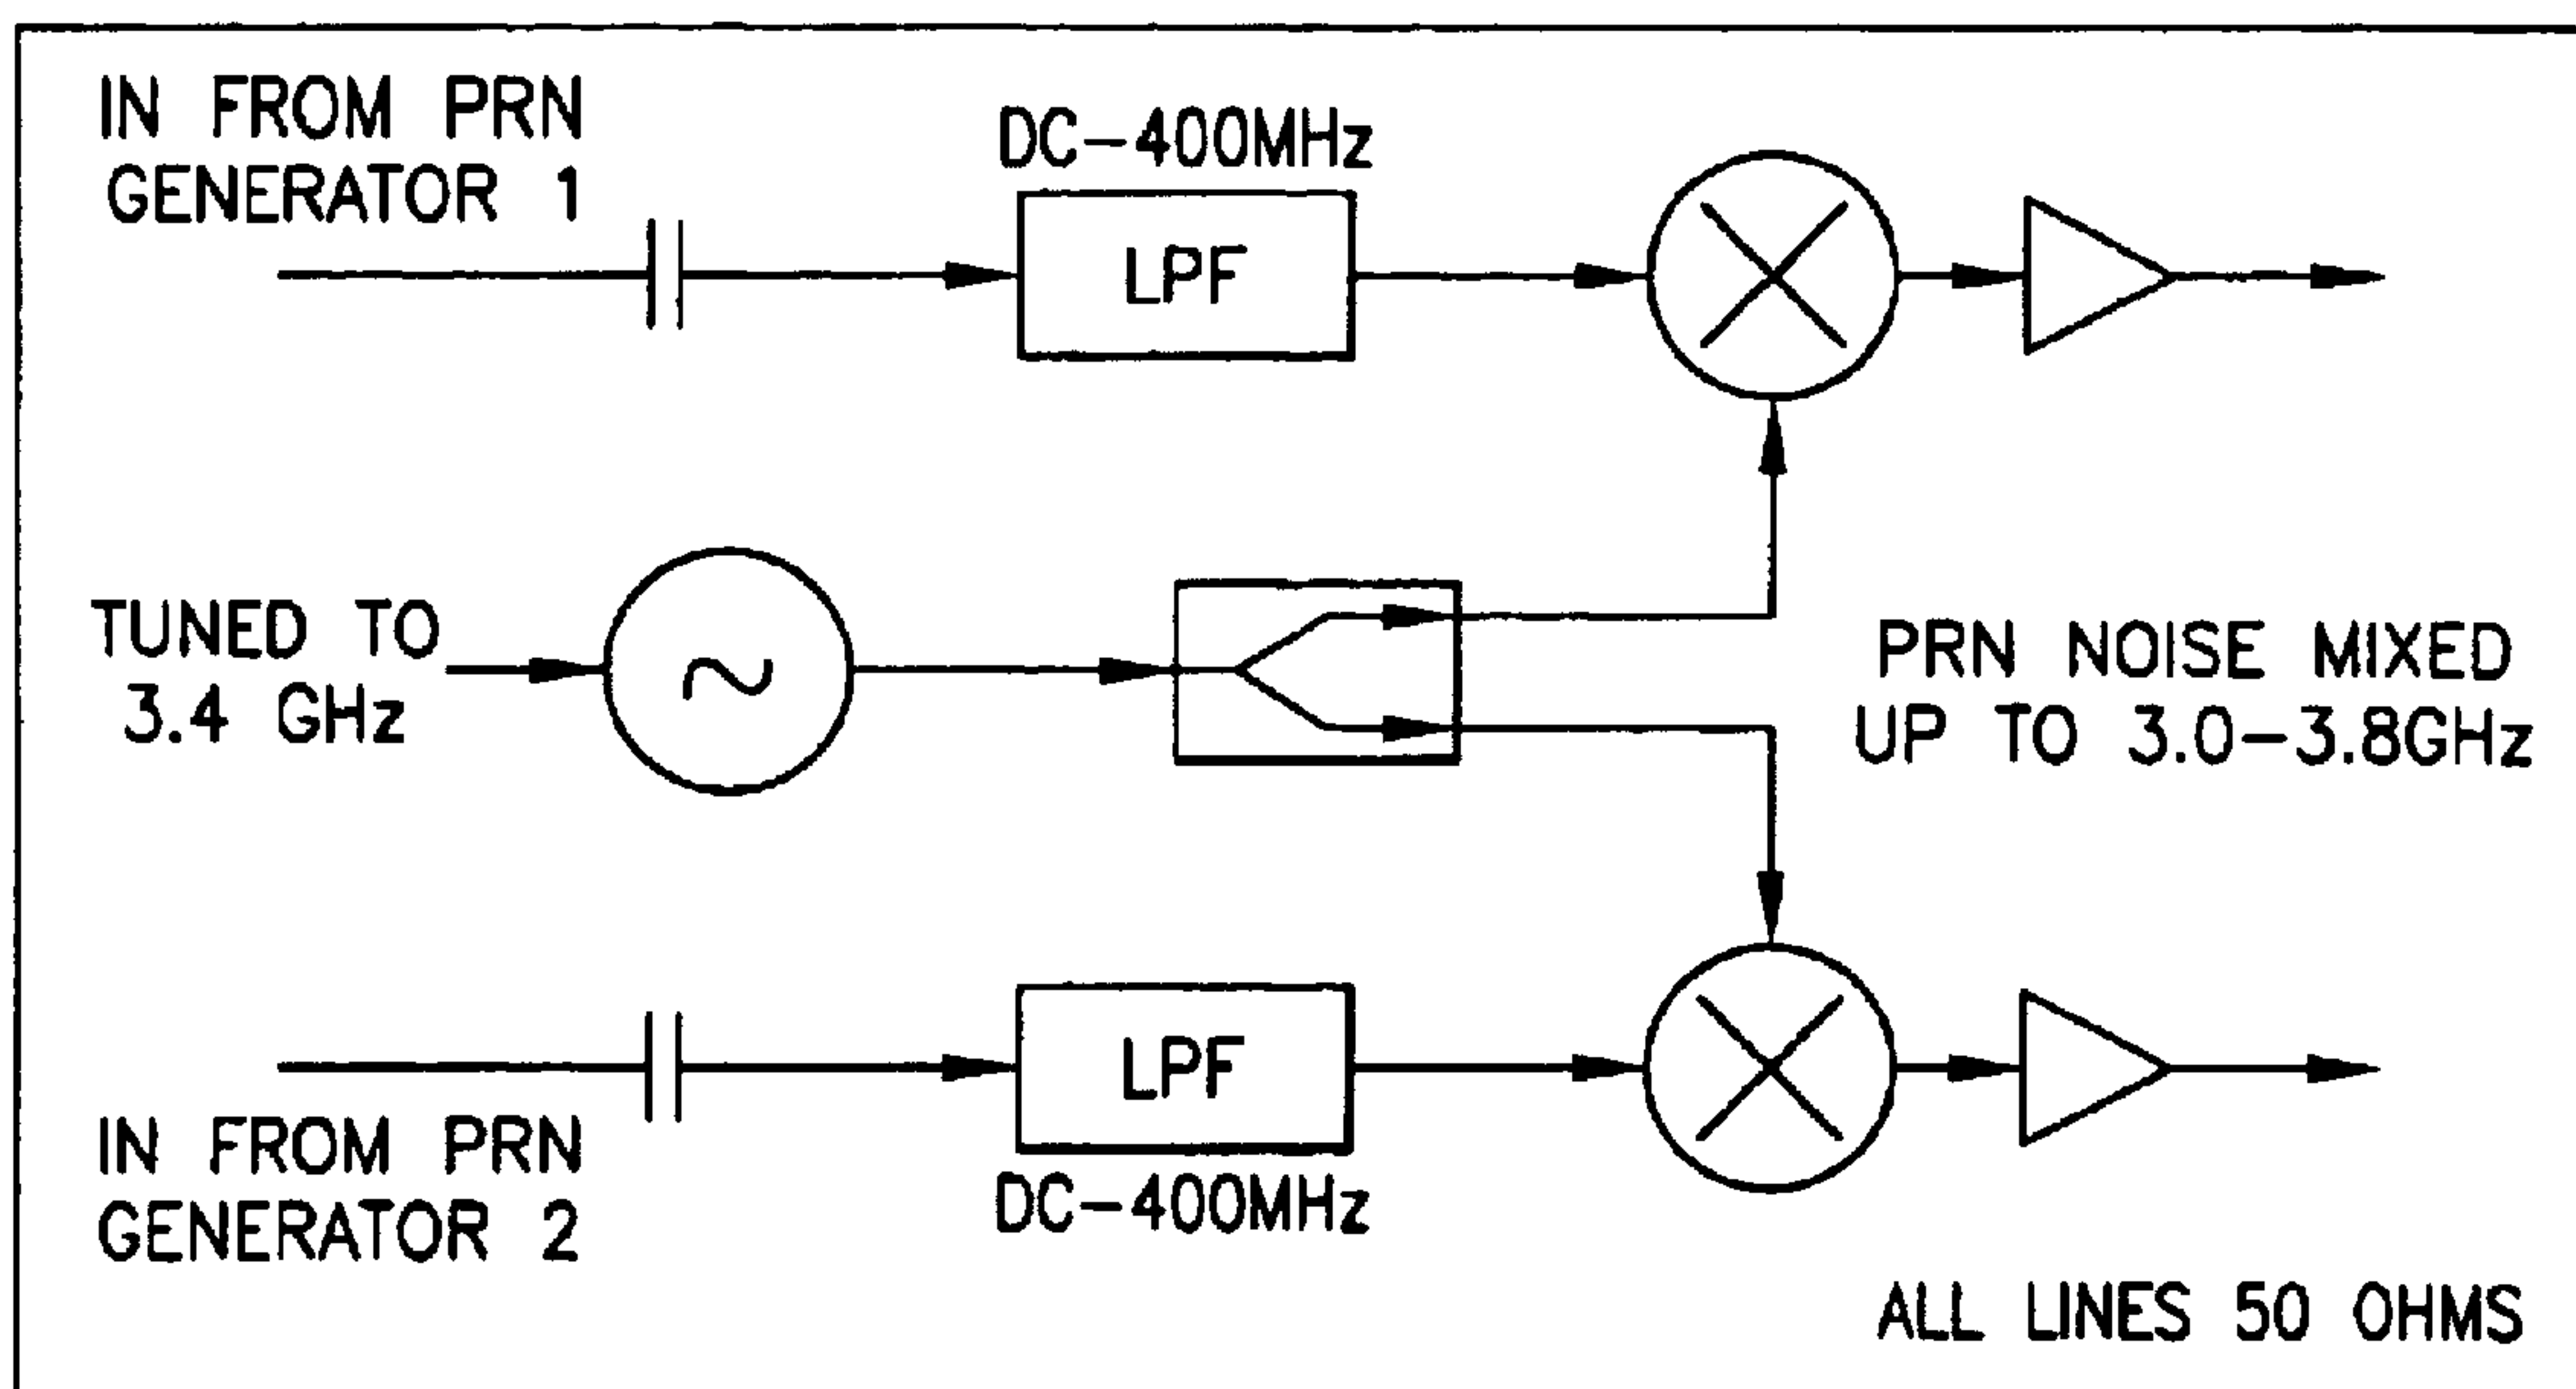 IN FROM PRN
GENERATOR 1
DC-400MHz
LPF
TUNED TO
3.4 GHz
PRN NOISE MIXED
UP TO 3.0-3.8GHz
LPF
DC-400MHz
IN FROM PRN
GENERATOR 2
ALL LINES 50 OHMS